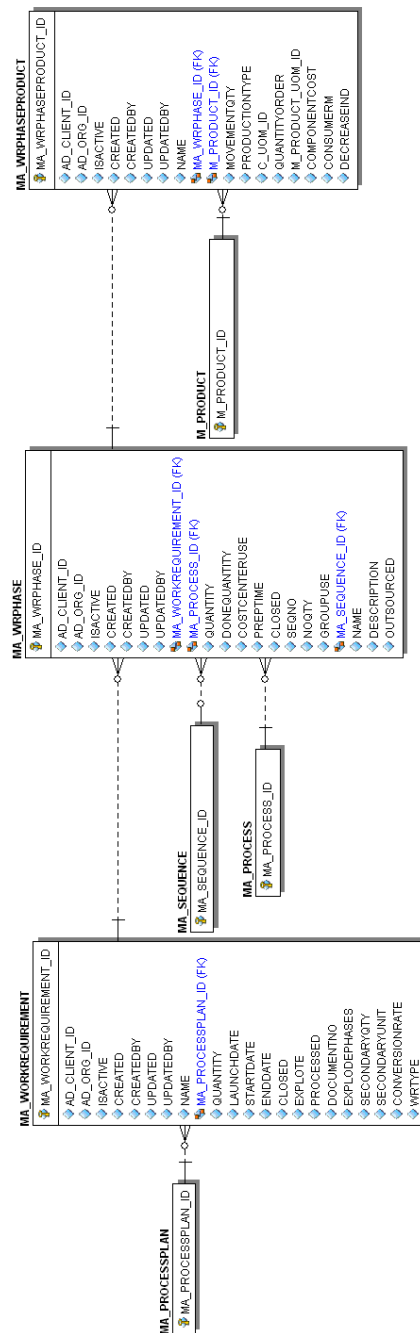 MA_PROCESSPLAN
MA_PROCESSPLAN_ID
MA_WORKREQUIREMENT
MA_WORKREQUIREMENT_ID
AD_CLIENT_ID
AD_ORG_ID
ISACTIVE
CREATED
CREATEDBY
UPDATED
UPDATEDBY
NAME
MA_PROCESSPLAN_ID (FK)
QUANTITY
LAUNCHDATE
STARTDATE
ENDDATE
CLOSED
EXPLOTE
PROCESSED
DOCUMENTNO
EXPLODEPHASES
SECONDARYQTY
SECONDARYUNIT
CONVERSIONRATE
WRTYPE
MA_SEQUENCE
MA_SEQUENCE_ID
MA_PROCESS
MA_PROCESS_ID
MA_WRPHASE
MA_WRPHASE_ID
AD_CLIENT_ID
AD_ORG_ID
ISACTIVE
CREATED
CREATEDBY
UPDATED
UPDATEDBY
MA_WORKREQUIREMENT_ID (FK)
MA_PROCESS_ID (FK)
QUANTITY
DONEQUANTITY
COSTCENTERUSE
PREPTIME
CLOSED
SEQNO
NOQTY
GROUPUSE
MA_SEQUENCE_ID (FK)
NAME
DESCRIPTION
OUTSOURCED
M_PRODUCT
M_PRODUCT_ID
MA_WRPHASEPRODUCT
MA_WRPHASEPRODUCT_ID
AD_CLIENT_ID
AD_ORG_ID
ISACTIVE
CREATED
CREATEDBY
UPDATED
UPDATEDBY
NAME
MA_WRPHASE_ID (FK)
M_PRODUCT_ID (FK)
MOVEMENTQTY
PRODUCTIONTYPE
C_UOM_ID
QUANTITYORDER
M_PRODUCT_UOM_ID
COMPONENTCOST
CONSUMERM
DECREASEIND